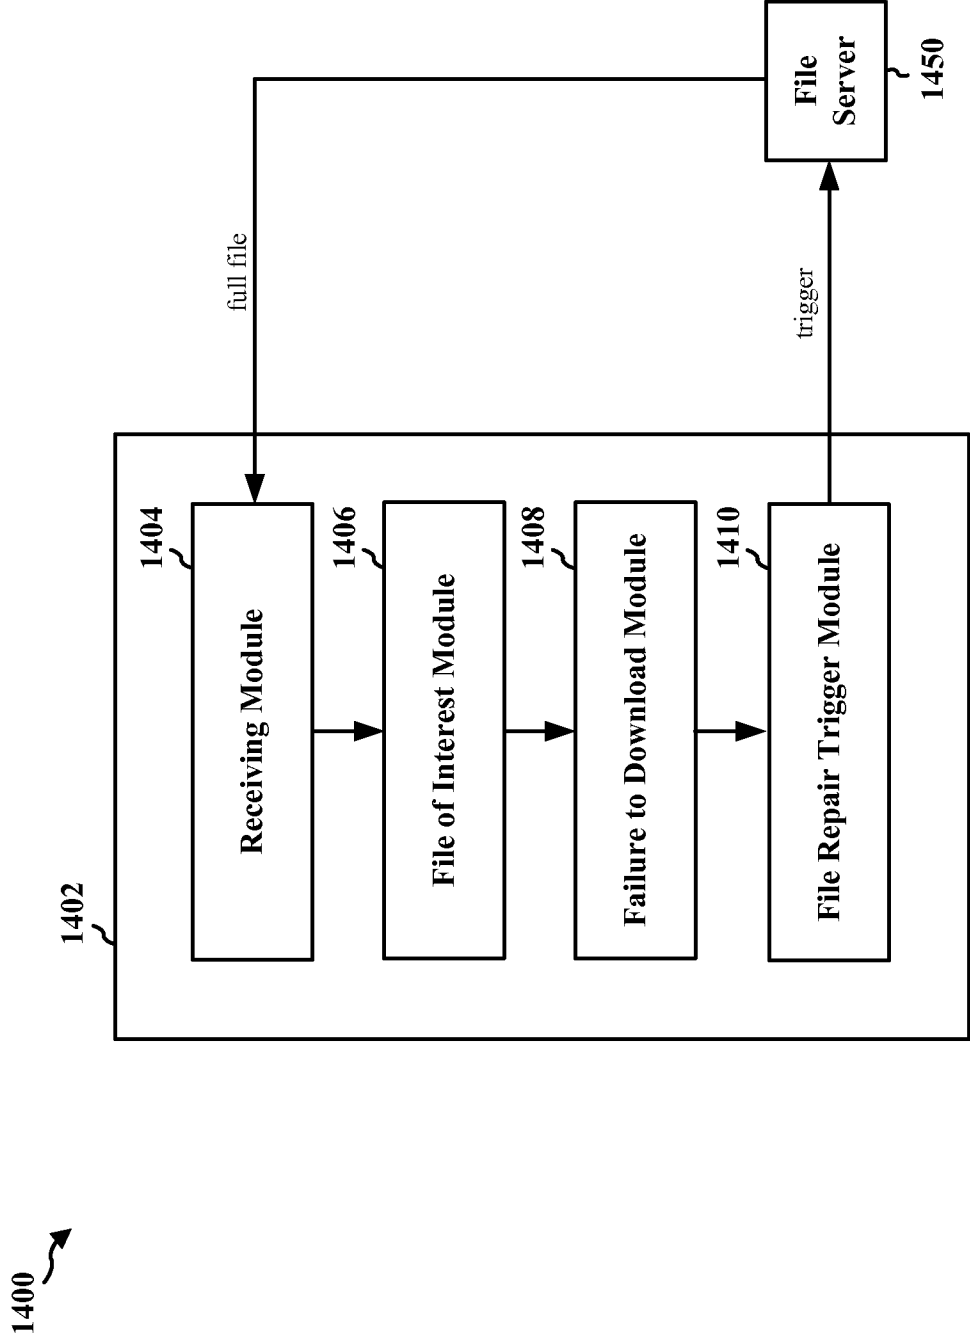 1400
1402
1404
Receiving Module
1406
File of Interest Module
1408
Failure to Download Module
1410
File Repair Trigger Module
full file
trigger
File
Server
1450